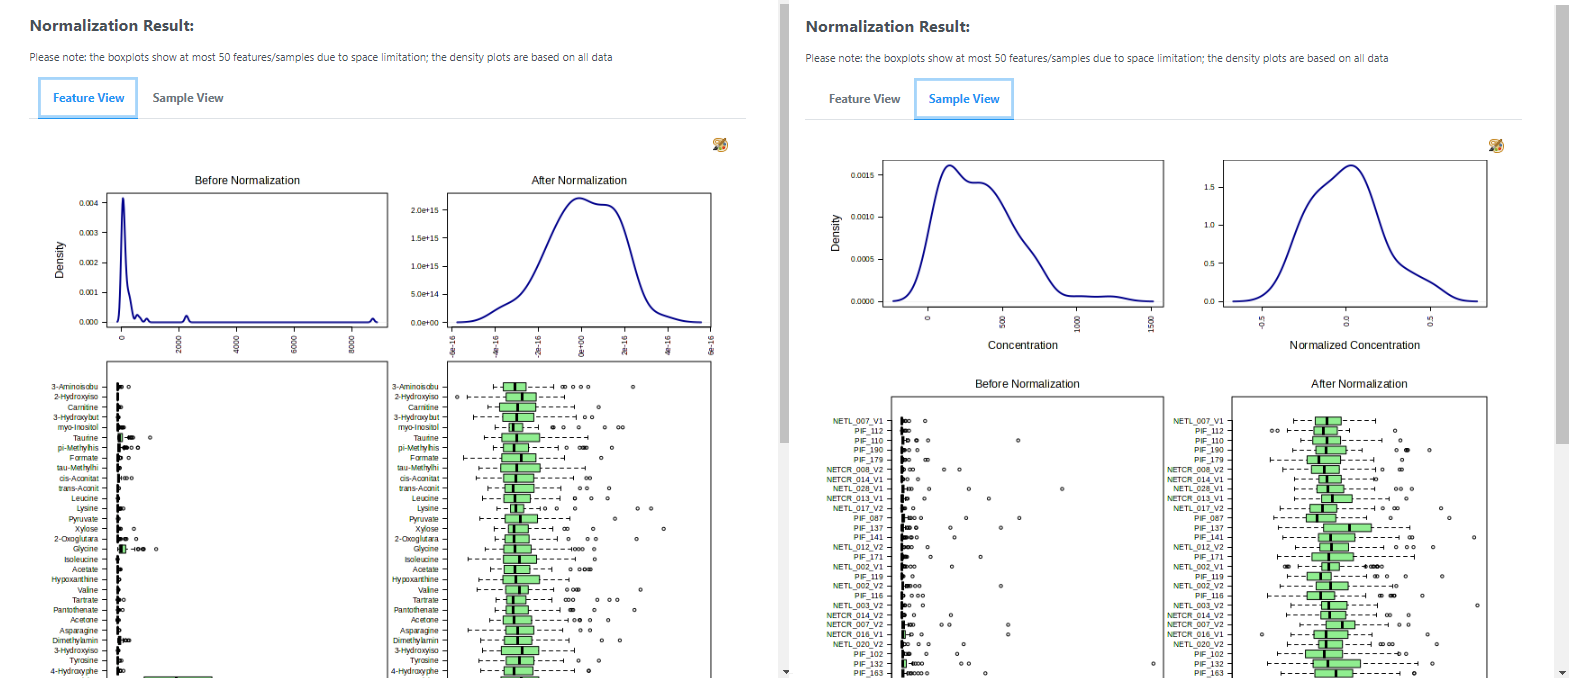 Normalization Result:
Please note: the boxplots show at most 50 features/samples due to space limitation; the density plots are based on all data
Feature View
Sample View
Before Normalization
Density
0.004
0.003
0.002
0.001
0.000
0
2000
4000
6000
8000
After Normalization
2.0e+15
1.5e+15
1.0e+15
5.0e+14
0.0e+00
-6e-16
-4e-16
-2e-16
0e+00
2e-16
4e-16
6e-16
3-Aminoisobu
2-Hydroxyiso
Carnitine
3-Hydroxybut
myo-Inositol
Taurine
pi-Methylhis
Formate
tau-Methylhi
cis-Aconitat
trans-Aconit
Leucine
Lysine
Pyruvate
Xylose
2-Oxoglutara
Glycine
Isoleucine
Acetate
Hypoxanthine
Valine
Tartrate
Pantothenate
Acetone
Asparagine
Dimethylamin
3-Hydroxyiso
Tyrosine
4-Hydroxyphe
3-Aminoisobu
2-Hydroxyiso
Carnitine
3-Hydroxybut
myo-Inositol
Taurine
pi-Methylhis
Formate
tau-Methylhi
cis-Aconitat
trans-Aconit
Leucine
Lysine
Pyruvate
Xylose
2-Oxoglutara
Glycine
Isoleucine
Acetate
Hypoxanthine
Valine
Tartrate
Pantothenate
Acetone
Asparagine
Dimethylamin
3-Hydroxyiso
Tyrosine
4-Hydroxyphe
Normalization Result:
Please note: the boxplots show at most 50 features/samples due to space limitation; the density plots are based on all data
Feature View
Sample View
Density
0.0015
0.0010
0.0005
0.0000
0
500
1000
1500
Concentration
1.5
1.0
0.5
0.0
-0.5
0.0
0.5
Normalized Concentration
Before Normalization
NETL_007_V1
PIF_112
PIF_110
PIF_190
PIF_179
NETCR_008_V2
NETCR_014_V1
NETL_028_V1
NETCR_013_V1
NETL_017_V2
PIF_087
PIF_137
PIF_141
NETL_012_V2
PIF_171
NETL_002_V1
PIF_119
NETL_002_V2
PIF_116
NETL_003_V2
NETCR_014_V2
NETCR_007_V2
NETCR_016_V1
NETL_020_V2
PIF_102
PIF_132
PIF_163
After Normalization
NETL_007_V1
PIF_112
PIF_110
PIF_190
PIF_179
NETCR_008_V2
NETCR_014_V1
NETL_028_V1
NETCR_013_V1
NETL_017_V2
PIF_087
PIF_137
PIF_141
NETL_012_V2
PIF_171
NETL_002_V1
PIF_119
NETL_002_V2
PIF_116
NETL_003_V2
NETCR_014_V2
NETCR_007_V2
NETCR_016_V1
NETL_020_V2
PIF_102
PIF_132
PIF_163